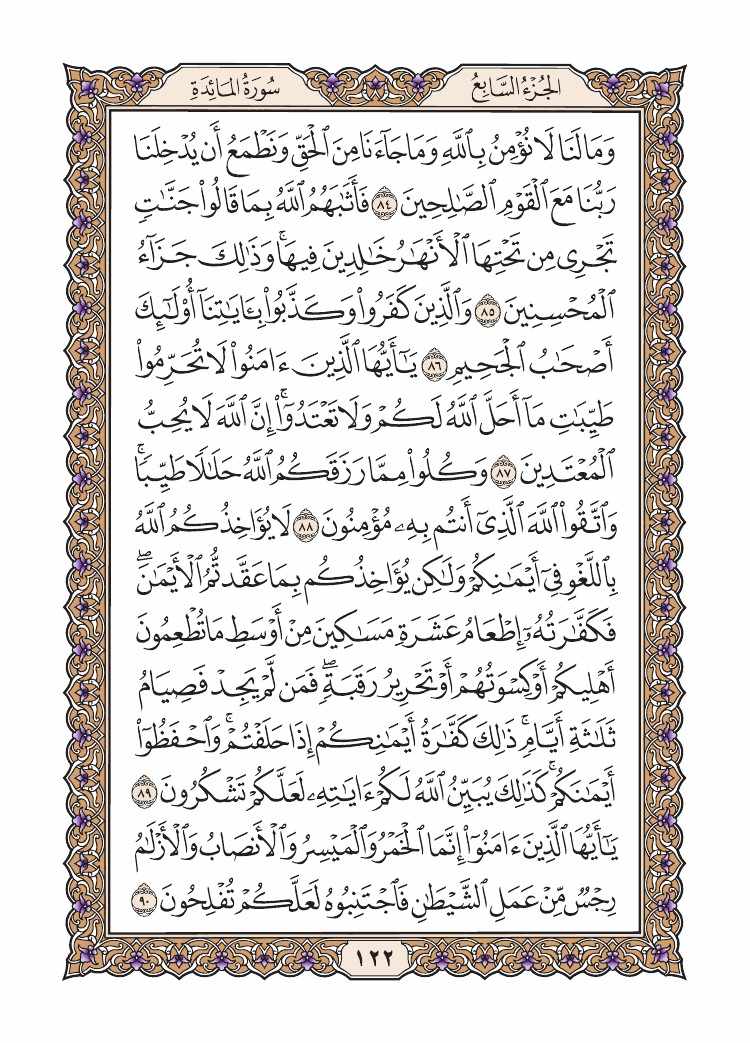 الجُزْءُ السَّابِعُ
سُورَةُ المَائِدَةِ
وَمَا لَنَا لَا نُؤْمِنُ بِٱللَّهِ وَمَا جَآءَنَا مِنَ ٱلْحَقِّ وَنَطْمَعُ أَن يُدْخِلَنَا
رَبُّنَا مَعَ ٱلْقَوْمِ ٱلصَّـٰلِحِينَ ٨٤ فَأَثَـٰبَهُمُ ٱللَّهُ بِمَا قَالُوا۟ جَنَّـٰتٍ
تَجْرِى مِن تَحْتِهَا ٱلْأَنْهَـٰرُ خَـٰلِدِينَ فِيهَا ۚ وَذَٰلِكَ جَزَآءُ
ٱلْمُحْسِنِينَ ٨٥ وَٱلَّذِينَ كَفَرُوا۟ وَكَذَّبُوا۟ بِـَٔايَـٰتِنَآ أُو۟لَـٰٓئِكَ
أَصْحَـٰبُ ٱلْجَحِيمِ ٨٦ يَـٰٓأَيُّهَا ٱلَّذِينَ ءَامَنُوا۟ لَا تُحَرِّمُوا۟
طَيِّبَـٰتِ مَآ أَحَلَّ ٱللَّهُ لَكُمْ وَلَا تَعْتَدُوٓا۟ ۚ إِنَّ ٱللَّهَ لَا يُحِبُّ
ٱلْمُعْتَدِينَ ٨٧ وَكُلُوا۟ مِمَّا رَزَقَكُمُ ٱللَّهُ حَلَـٰلًا طَيِّبًا ۚ
وَٱتَّقُوا۟ ٱللَّهَ ٱلَّذِىٓ أَنتُم بِهِۦ مُؤْمِنُونَ ٨٨ لَا يُؤَاخِذُكُمُ ٱللَّهُ
بِٱللَّغْوِ فِىٓ أَيْمَـٰنِكُمْ وَلَـٰكِن يُؤَاخِذُكُم بِمَا عَقَّدتُّمُ ٱلْأَيْمَـٰنَ ۖ
فَكَفَّـٰرَتُهُۥٓ إِطْعَامُ عَشَرَةِ مَسَـٰكِينَ مِنْ أَوْسَطِ مَا تُطْعِمُونَ
أَهْلِيكُمْ أَوْ كِسْوَتُهُمْ أَوْ تَحْرِيرُ رَقَبَةٍ ۖ فَمَن لَّمْ يَجِدْ فَصِيَامُ
ثَلَـٰثَةِ أَيَّامٍ ۚ ذَٰلِكَ كَفَّـٰرَةُ أَيْمَـٰنِكُمْ إِذَا حَلَفْتُمْ ۚ وَٱحْفَظُوٓا۟
أَيْمَـٰنَكُمْ ۚ كَذَٰلِكَ يُبَيِّنُ ٱللَّهُ لَكُمْ ءَايَـٰتِهِۦ لَعَلَّكُمْ تَشْكُرُونَ ٨٩
يَـٰٓأَيُّهَا ٱلَّذِينَ ءَامَنُوٓا۟ إِنَّمَا ٱلْخَمْرُ وَٱلْمَيْسِرُ وَٱلْأَنصَابُ وَٱلْأَزْلَـٰمُ
رِجْسٌ مِّنْ عَمَلِ ٱلشَّيْطَـٰنِ فَٱجْتَنِبُوهُ لَعَلَّكُمْ تُفْلِحُونَ ٩٠
١٢٢